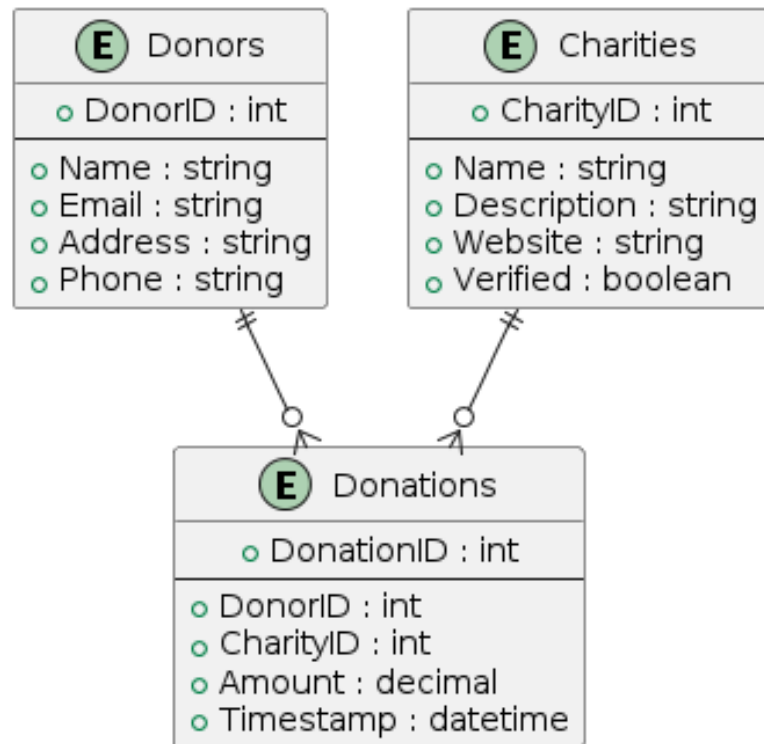 E Donors
DonorID : int
Name : string
Email : string
Address : string
Phone : string
E Charities
CharityID : int
Name : string
Description : string
Website : string
Verified : boolean
E Donations
DonationID : int
DonorID : int
CharityID : int
Amount : decimal
Timestamp : datetime